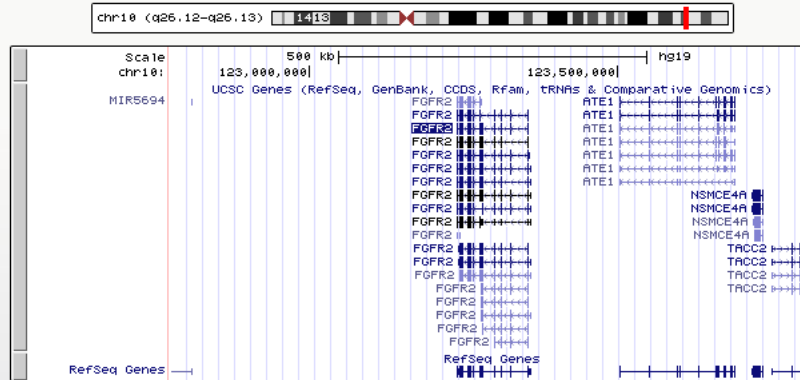 chr10 (q26.12-q26.13) 14 13
Scale 500 kb hg19
chr10: 123,000,000 123,500,000
UCSC Genes (RefSeq, GenBank, CCDS, Rfam, tRNAs & Comparative Genomics)
MIR5694 FGFR2 ATE1
FGFR2 ATE1
FGFR2 ATE1
FGFR2 ATE1
FGFR2 ATE1
FGFR2 ATE1
FGFR2 ATE1
FGFR2 NSMCE4A
FGFR2 NSMCE4A
FGFR2 NSMCE4A
FGFR2 NSMCE4A
FGFR2 TACC2
FGFR2 TACC2
FGFR2 TACC2
FGFR2 TACC2
FGFR2
FGFR2
FGFR2
FGFR2
RefSeq Genes
RefSeq Genes